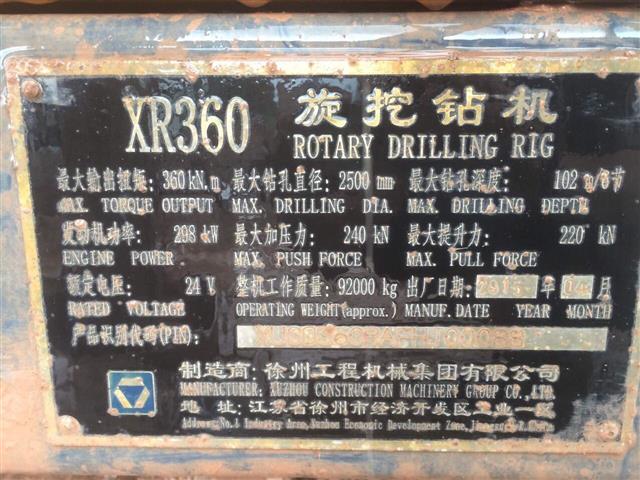 XR360 旋挖钻机
ROTARY DRILLING RIG
最大输出扭矩: 360kN.m 最大钻孔直径: 2500 mm 最大钻孔深度: 102 m/6节
MAX. TORQUE OUTPUT MAX. DRILLING DIA. MAX. DRILLING DEPTH
发动机功率: 298 kW 最大加压力: 240 kN 最大提升力: 220 kN
ENGINE POWER MAX. PUSH FORCE MAX. PULL FORCE
额定电压: 24 V 整机工作质量: 92000 kg 出厂日期: 年 月
RATED VOLTAGE OPERATING WEIGHT(approx.) MANUF. DATE YEAR MONTH
产品识别代码(PIN):
制造商: 徐州工程机械集团有限公司
MANUFACTURER: XUZHOU CONSTRUCTION MACHINERY GROUP CO., LTD.
地址: 江苏省徐州市经济开发区工业一区
Address: No.1 Industry Area, Xuzhou Economic Development Zone, Jiangsu P.R.China